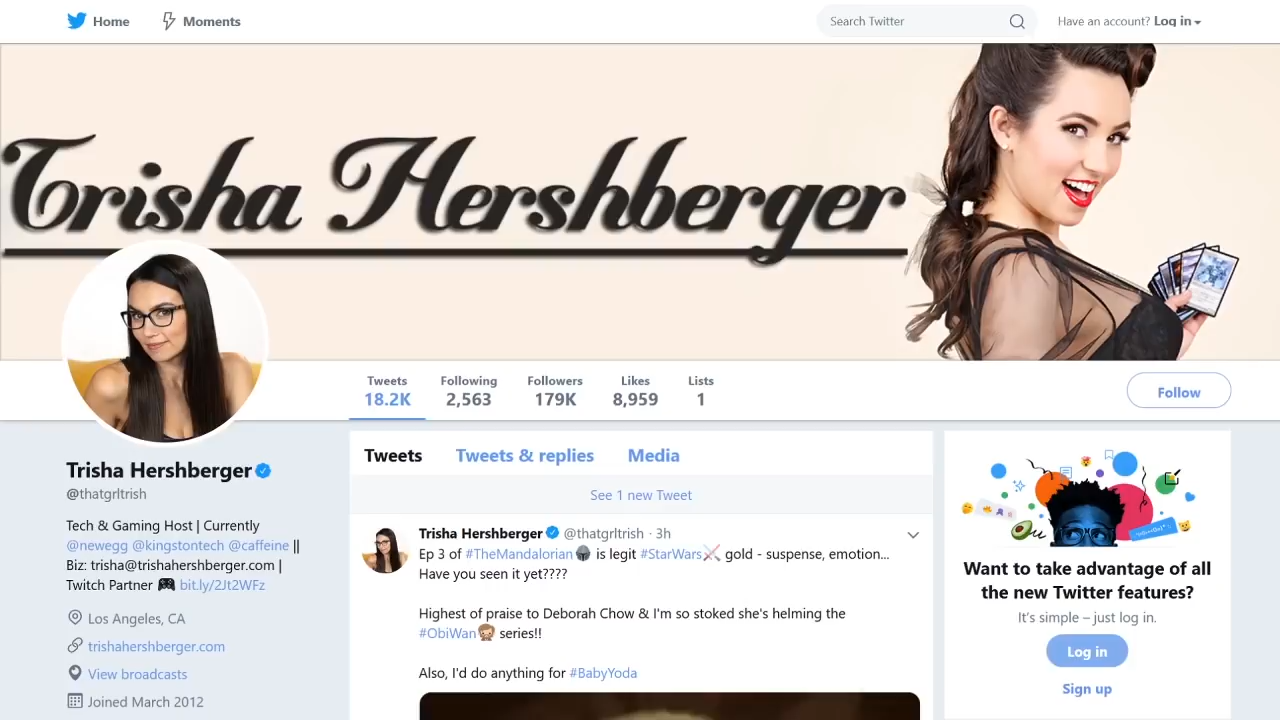 Home
Moments
Search Twitter
Have an account? Log in
Trisha Hershberger
Tweets
18.2K
Following
2,563
Followers
179K
Likes
8,959
Lists
1
Follow
Trisha Hershberger
@thatgrltrish
Tech & Gaming Host | Currently
@newegg @kingstontech @caffeine ||
Biz: trisha@trishahershberger.com |
Twitch Partner 🎮 bit.ly/2Jt2WFz
Los Angeles, CA
trishahershberger.com
View broadcasts
Joined March 2012
Tweets
Tweets & replies
Media
See 1 new Tweet
Trisha Hershberger @thatgrltrish · 3h
Ep 3 of #TheMandalorian is legit #StarWars gold - suspense, emotion...
Have you seen it yet????
Highest of praise to Deborah Chow & I'm so stoked she's helming the
#ObiWan series!!
Also, I'd do anything for #BabyYoda
Want to take advantage of all
the new Twitter features?
It's simple – just log in.
Log in
Sign up